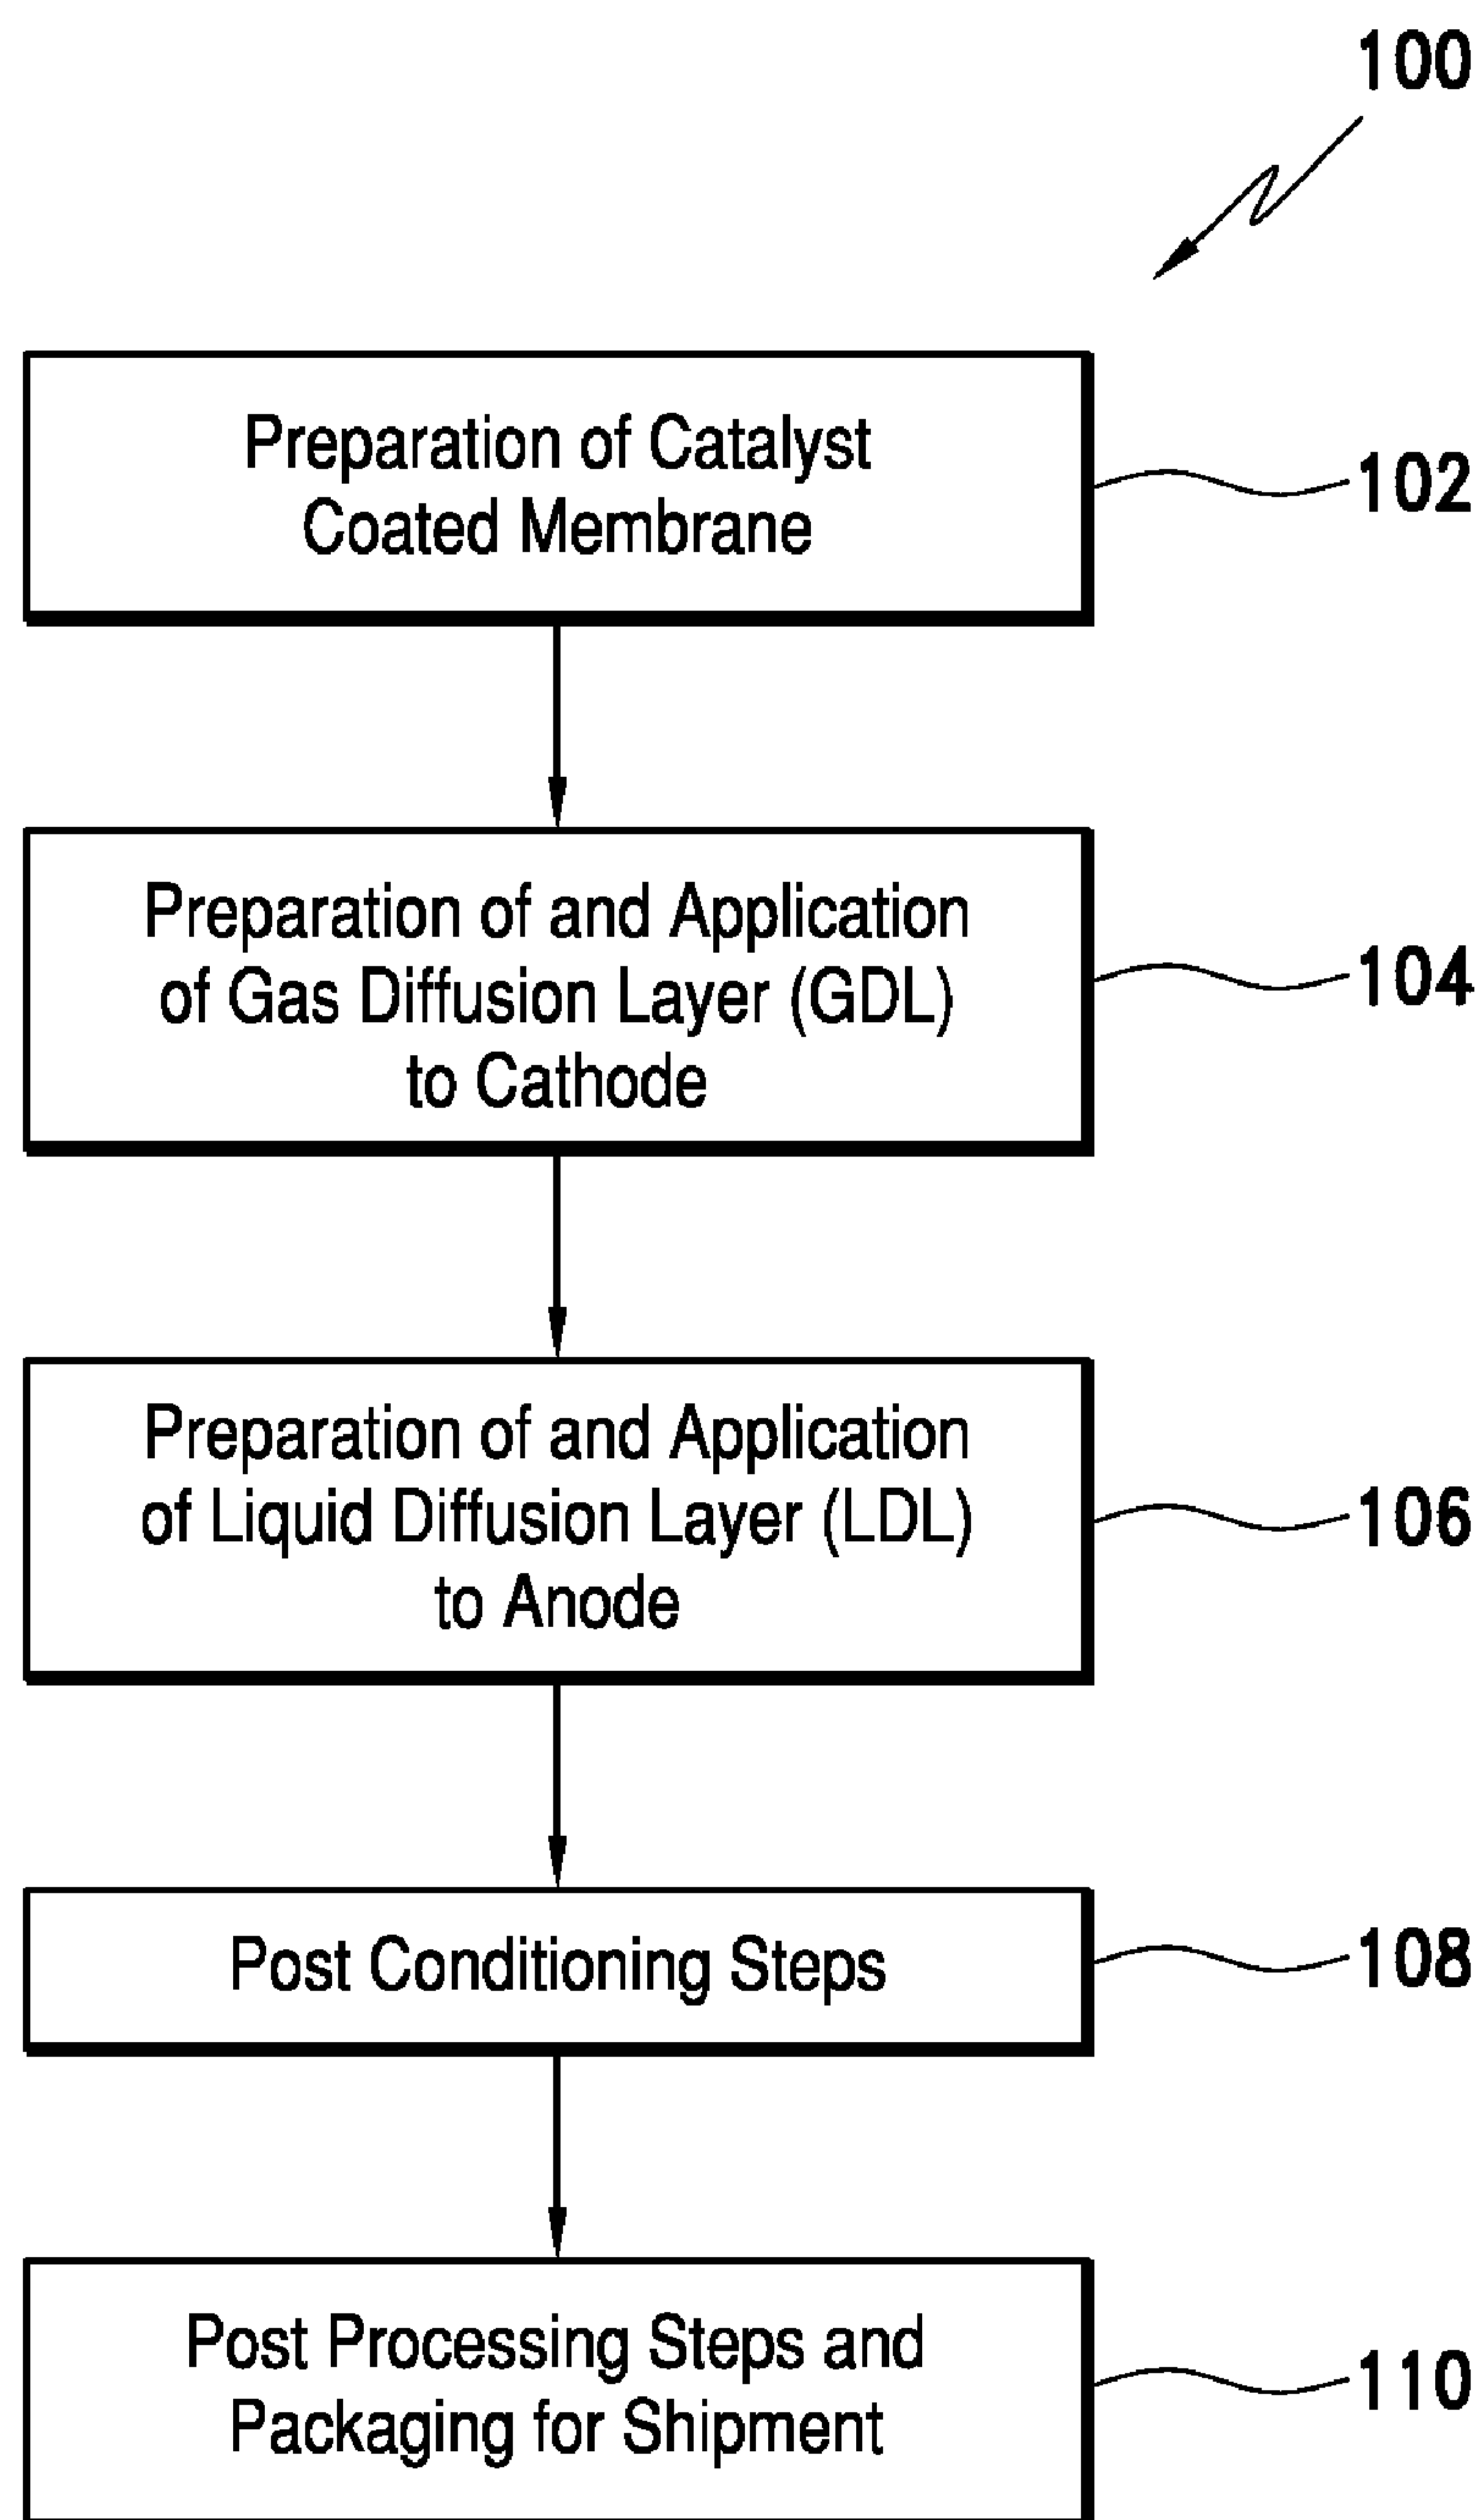 100
Preparation of Catalyst
Coated Membrane
102
Preparation of and Application
of Gas Diffusion Layer (GDL)
to Cathode
104
Preparation of and Application
of Liquid Diffusion Layer (LDL)
to Anode
106
Post Conditioning Steps
108
Post Processing Steps and
Packaging for Shipment
110